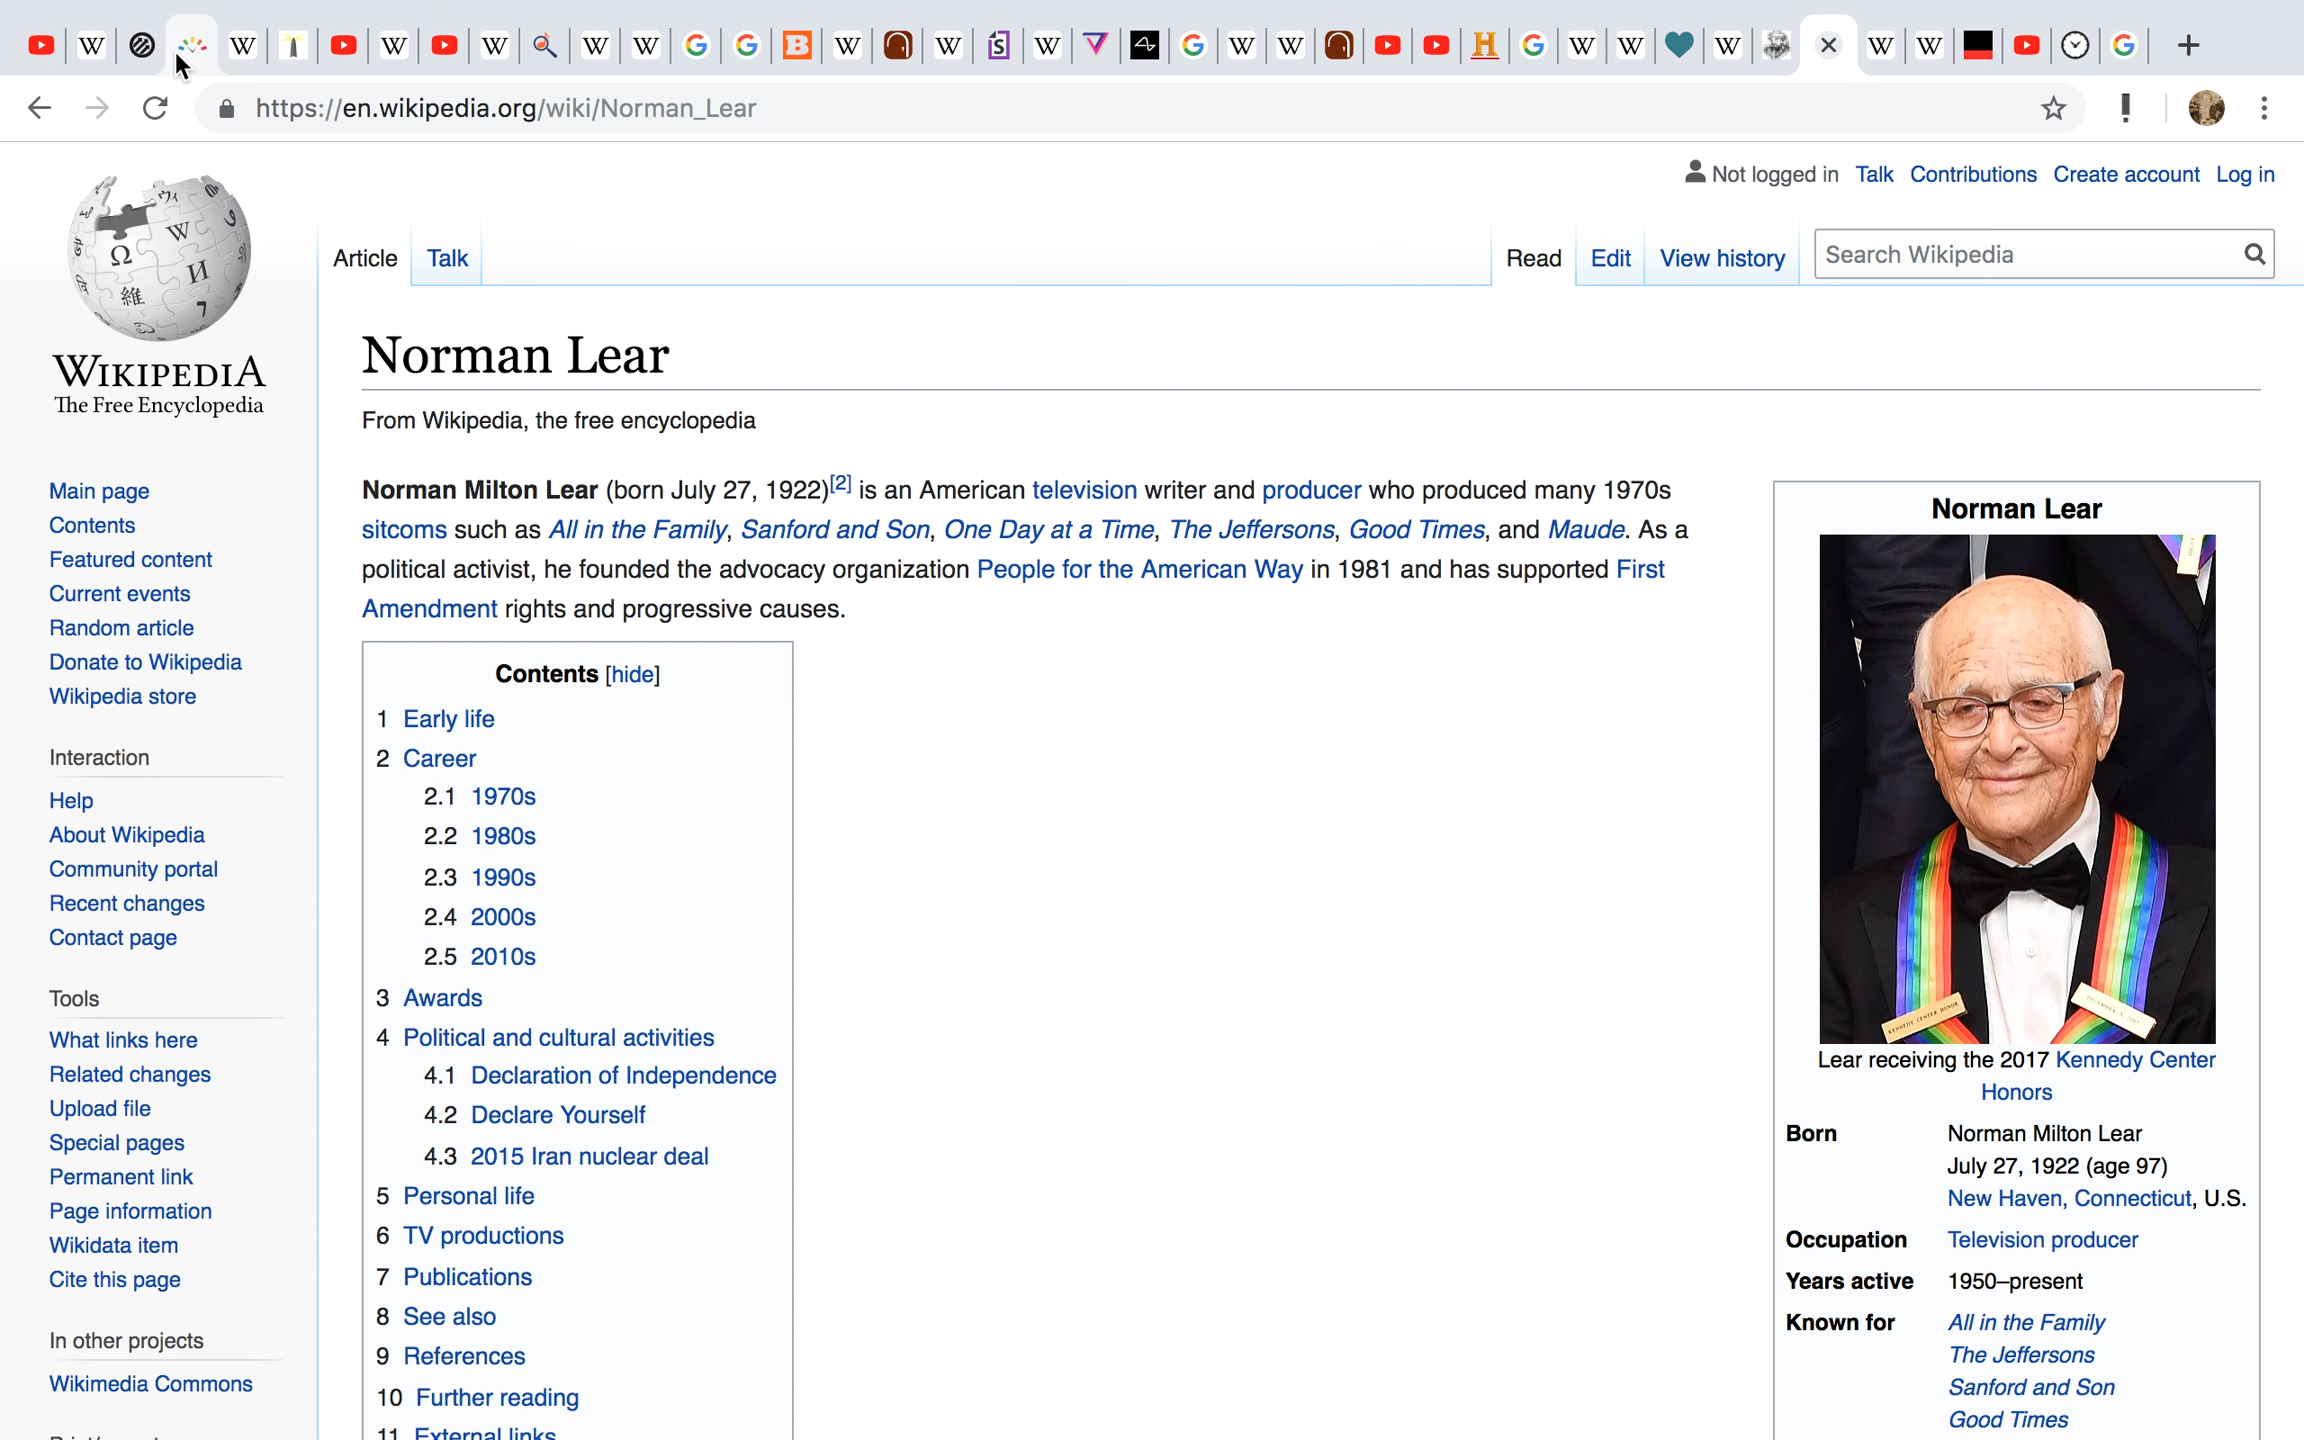 https://en.wikipedia.org/wiki/Norman_Lear
Not logged in Talk Contributions Create account Log in
Article Talk Read Edit View history Search Wikipedia
WIKIPEDIA
The Free Encyclopedia
Main page
Contents
Featured content
Current events
Random article
Donate to Wikipedia
Wikipedia store
Interaction
Help
About Wikipedia
Community portal
Recent changes
Contact page
Tools
What links here
Related changes
Upload file
Special pages
Permanent link
Page information
Wikidata item
Cite this page
In other projects
Wikimedia Commons
Norman Lear
From Wikipedia, the free encyclopedia
Norman Milton Lear (born July 27, 1922)[2] is an American television writer and producer who produced many 1970s
sitcoms such as All in the Family, Sanford and Son, One Day at a Time, The Jeffersons, Good Times, and Maude. As a
political activist, he founded the advocacy organization People for the American Way in 1981 and has supported First
Amendment rights and progressive causes.
Contents [hide]
1 Early life
2 Career
2.1 1970s
2.2 1980s
2.3 1990s
2.4 2000s
2.5 2010s
3 Awards
4 Political and cultural activities
4.1 Declaration of Independence
4.2 Declare Yourself
4.3 2015 Iran nuclear deal
5 Personal life
6 TV productions
7 Publications
8 See also
9 References
10 Further reading
11 External links
Norman Lear
KENNEDY CENTER HONOR
Lear receiving the 2017 Kennedy Center
Honors
Born Norman Milton Lear
July 27, 1922 (age 97)
New Haven, Connecticut, U.S.
Occupation Television producer
Years active 1950–present
Known for All in the Family
The Jeffersons
Sanford and Son
Good Times